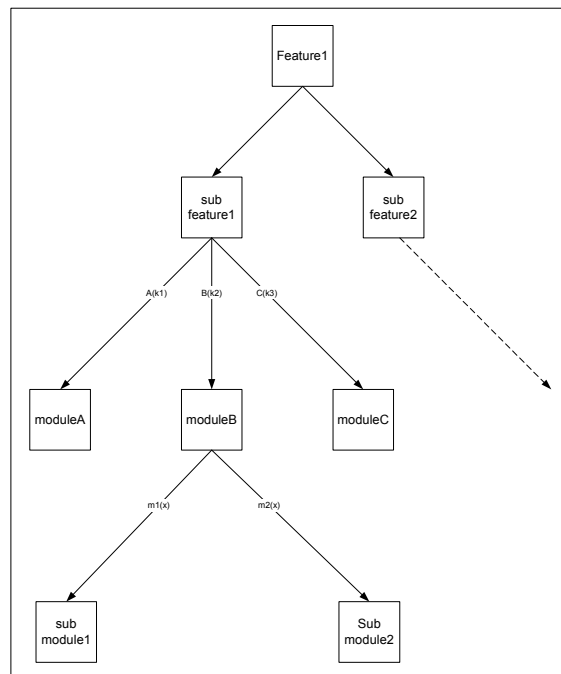 Feature1
sub
feature1
sub
feature2
A(k1)
B(k2)
C(k3)
moduleA
moduleB
moduleC
m1(x)
m2(x)
sub
module1
Sub
module2